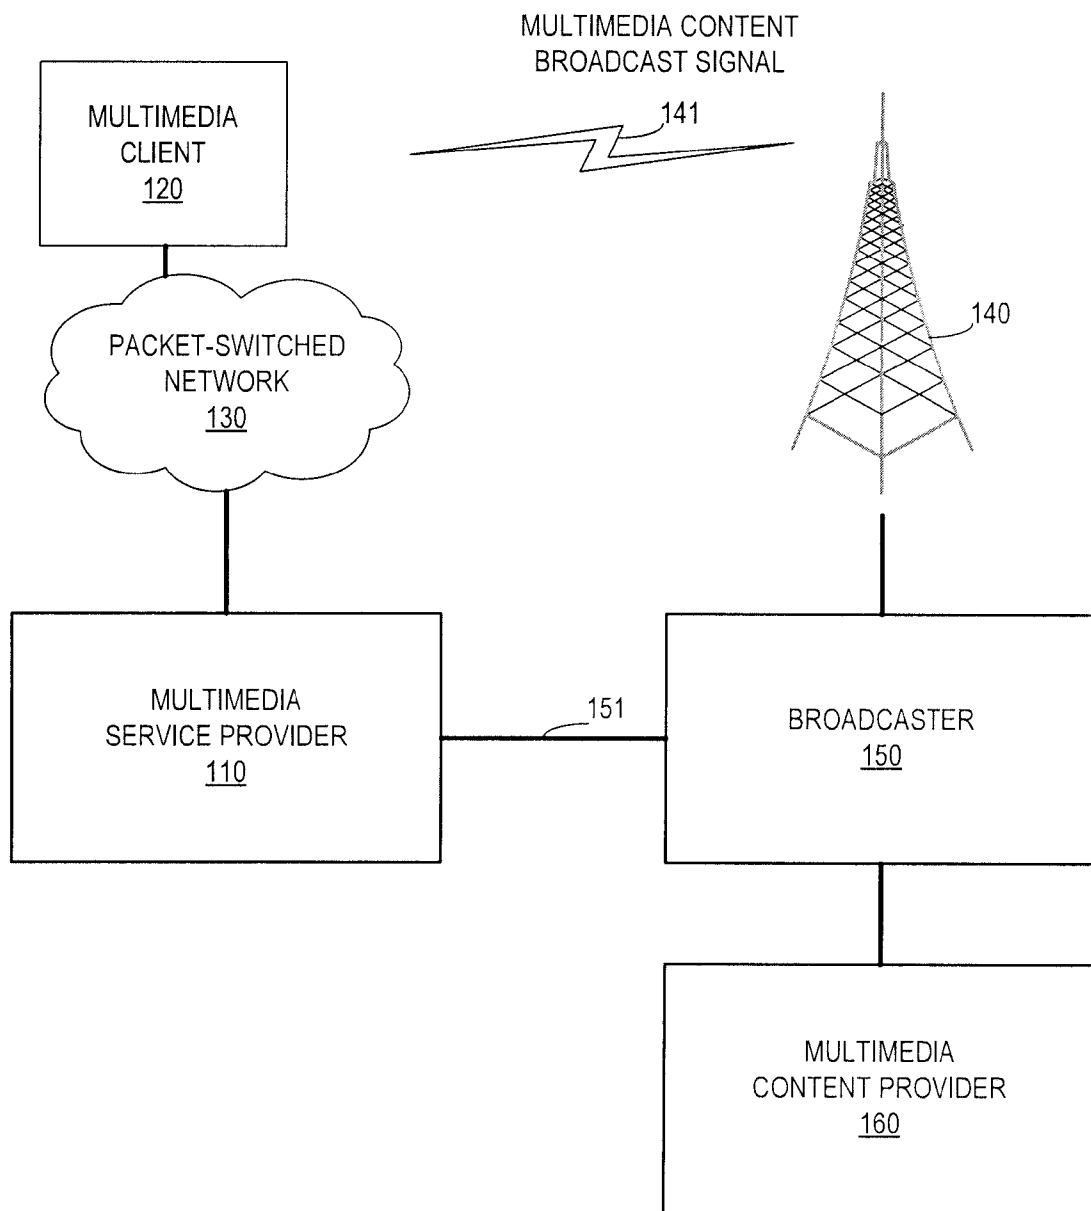 MULTIMEDIA CONTENT
BROADCAST SIGNAL
141
MULTIMEDIA
CLIENT
120
140
PACKET-SWITCHED
NETWORK
130
MULTIMEDIA
SERVICE PROVIDER
110
151
BROADCASTER
150
MULTIMEDIA
CONTENT PROVIDER
160